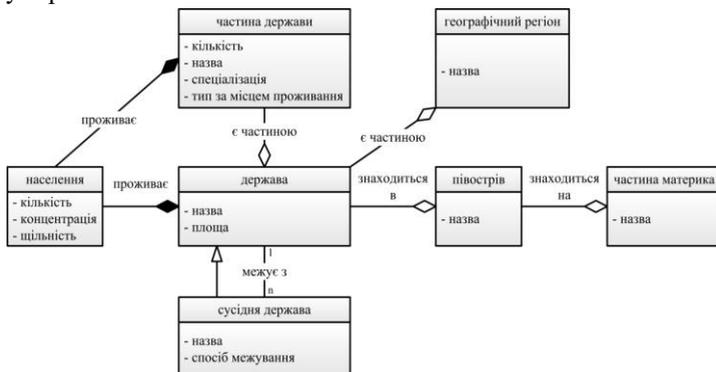 частина держави
- кількість
- назва
- спеціалізація
- тип за місцем проживання
географічний регіон
- назва
проживає
є частиною
є частиною
населення
- кількість
- концентрація
- щільність
проживає
держава
- назва
- площа
знаходиться
в
півострів
- назва
знаходиться
на
частина материка
- назва
1
межує з
n
сусідня держава
- назва
- спосіб межування